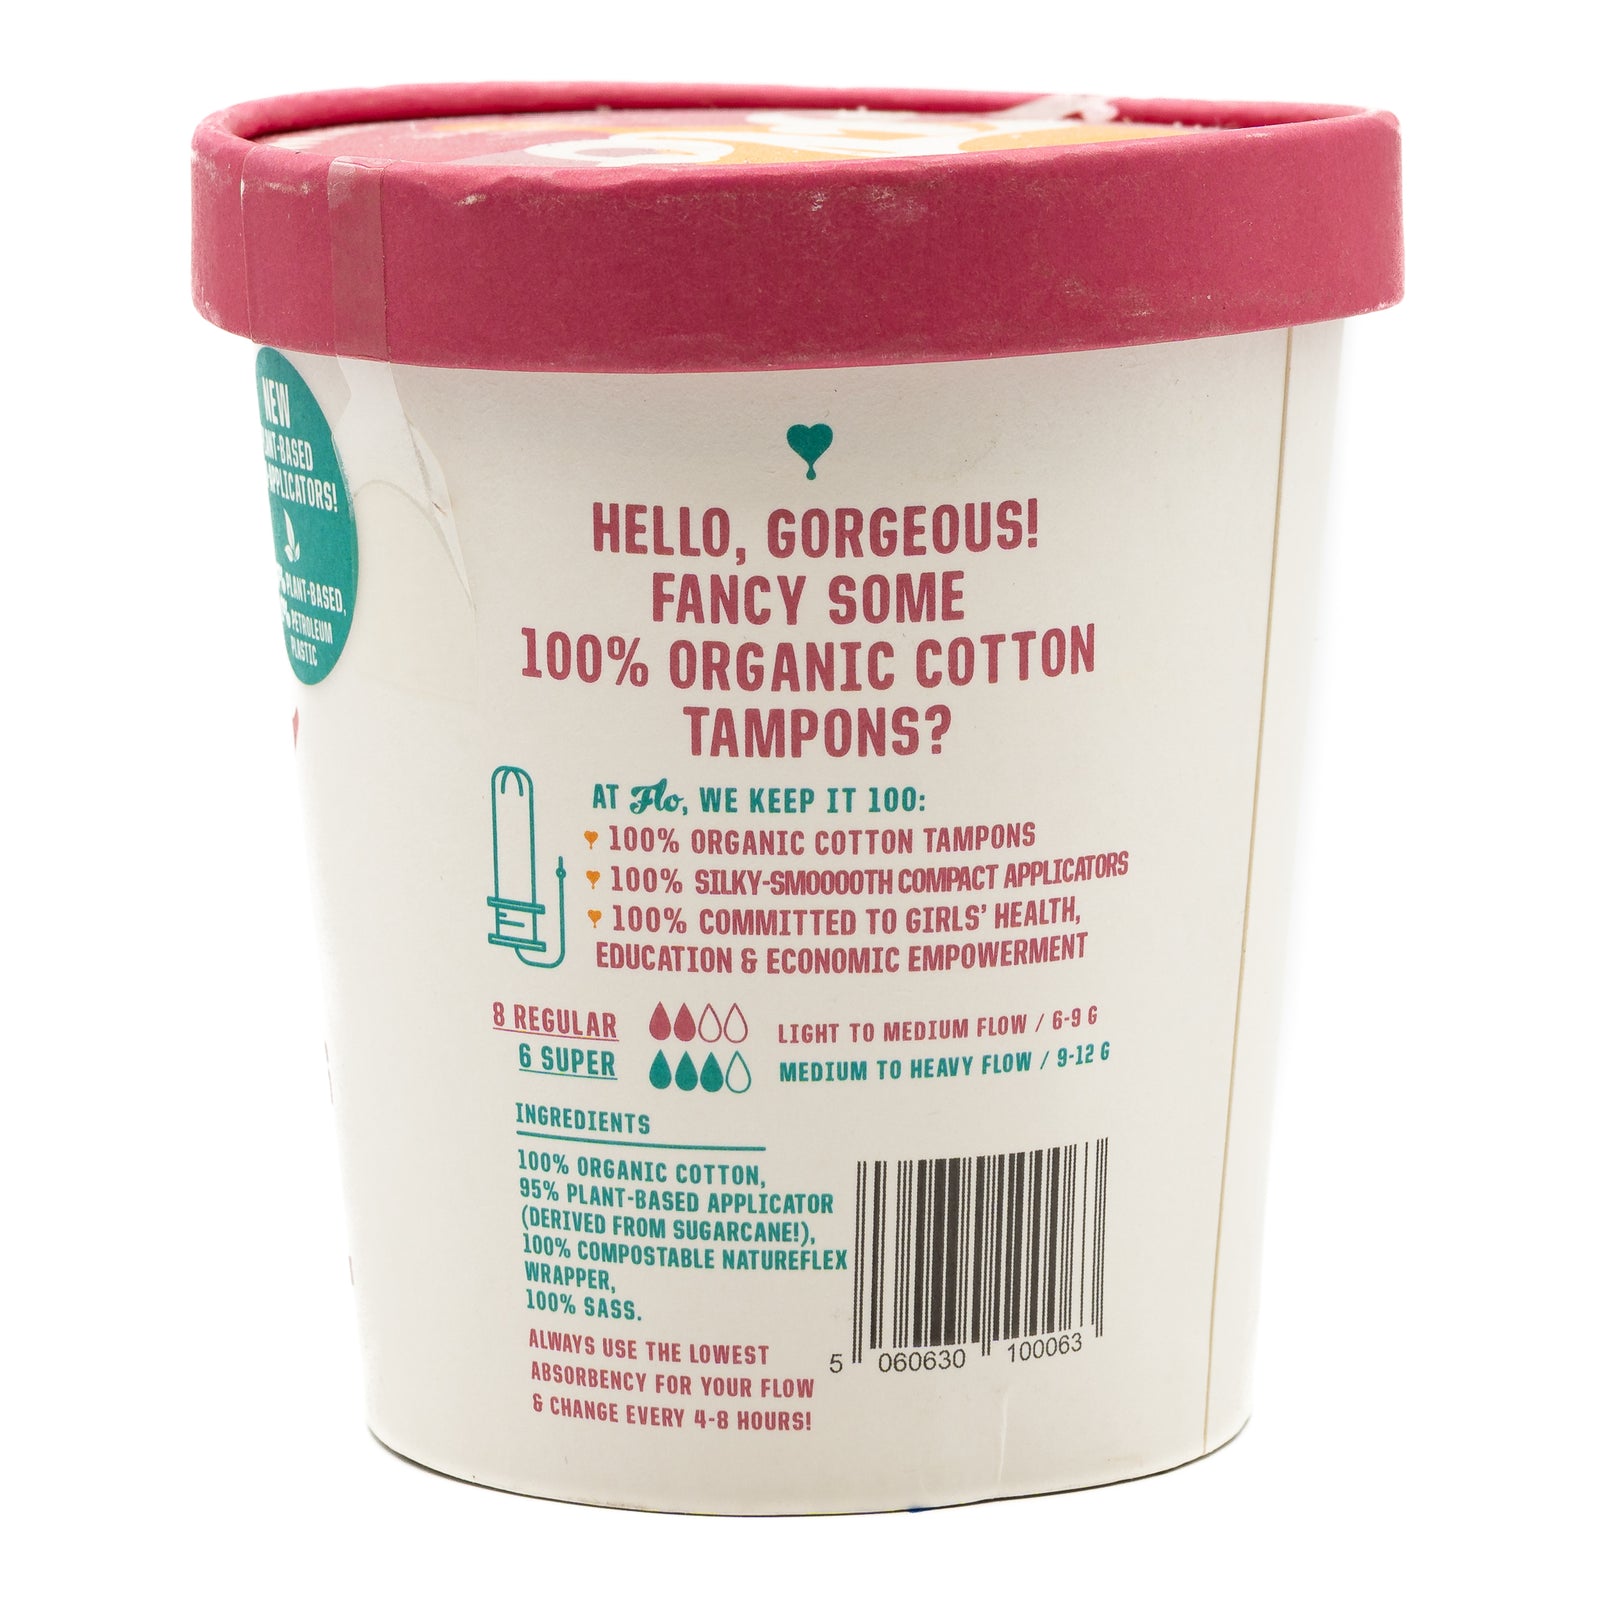 NEW
-BASED
APPLICATORS!
PLANT-BASED,
PETROLEUM
PLASTIC
HELLO, GORGEOUS!
FANCY SOME
100% ORGANIC COTTON
TAMPONS?
AT Flo, WE KEEP IT 100:
100% ORGANIC COTTON TAMPONS
100% SILKY-SMOOOOTH COMPACT APPLICATORS
100% COMMITTED TO GIRLS' HEALTH,
EDUCATION & ECONOMIC EMPOWERMENT
8 REGULAR LIGHT TO MEDIUM FLOW / 6-9 G
6 SUPER MEDIUM TO HEAVY FLOW / 9-12 G
INGREDIENTS
100% ORGANIC COTTON,
95% PLANT-BASED APPLICATOR
(DERIVED FROM SUGARCANE!),
100% COMPOSTABLE NATUREFLEX
WRAPPER,
100% SASS.
ALWAYS USE THE LOWEST
ABSORBENCY FOR YOUR FLOW
& CHANGE EVERY 4-8 HOURS!
5 060630 100063